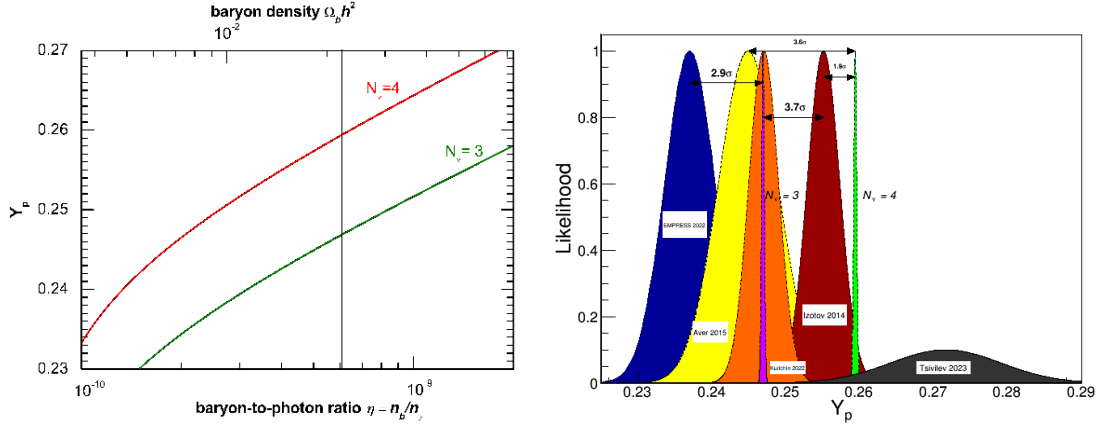 baryon density Ω_b h²
10⁻²
0.27
0.26
0.25
0.24
0.23
Y_p
N_ν=4
N_ν= 3
10⁻¹⁰
10⁻⁹
baryon-to-photon ratio η = n_b/n_γ
Likelihood
1
0.8
0.6
0.4
0.2
0
3.6σ
1.9σ
2.9σ
3.7σ
N_ν = 3
N_ν = 4
EMPRESS 2022
Aver 2015
Izotov 2014
Kurichin 2022
Tsivilev 2023
0.23 0.24 0.25 0.26 0.27 0.28 0.29
Y_p